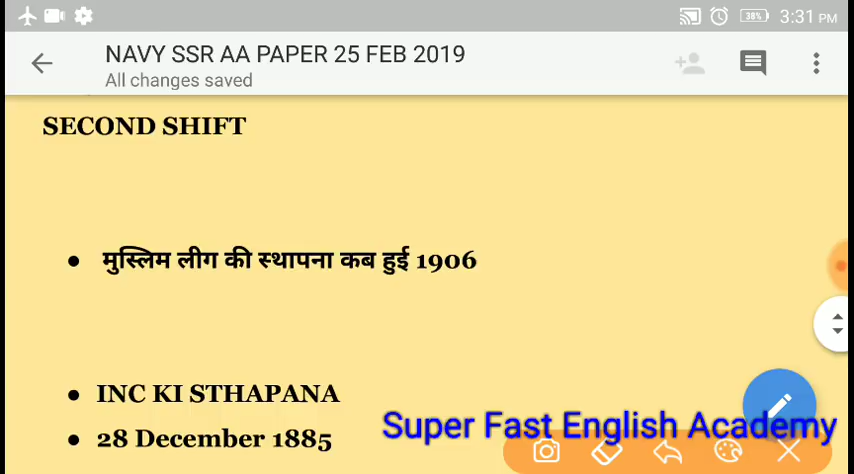 38% 3:31 PM
NAVY SSR AA PAPER 25 FEB 2019
All changes saved
SECOND SHIFT
• मुस्लिम लीग की स्थापना कब हुई 1906
• INC KI STHAPANA
• 28 December 1885
Super Fast English Academy